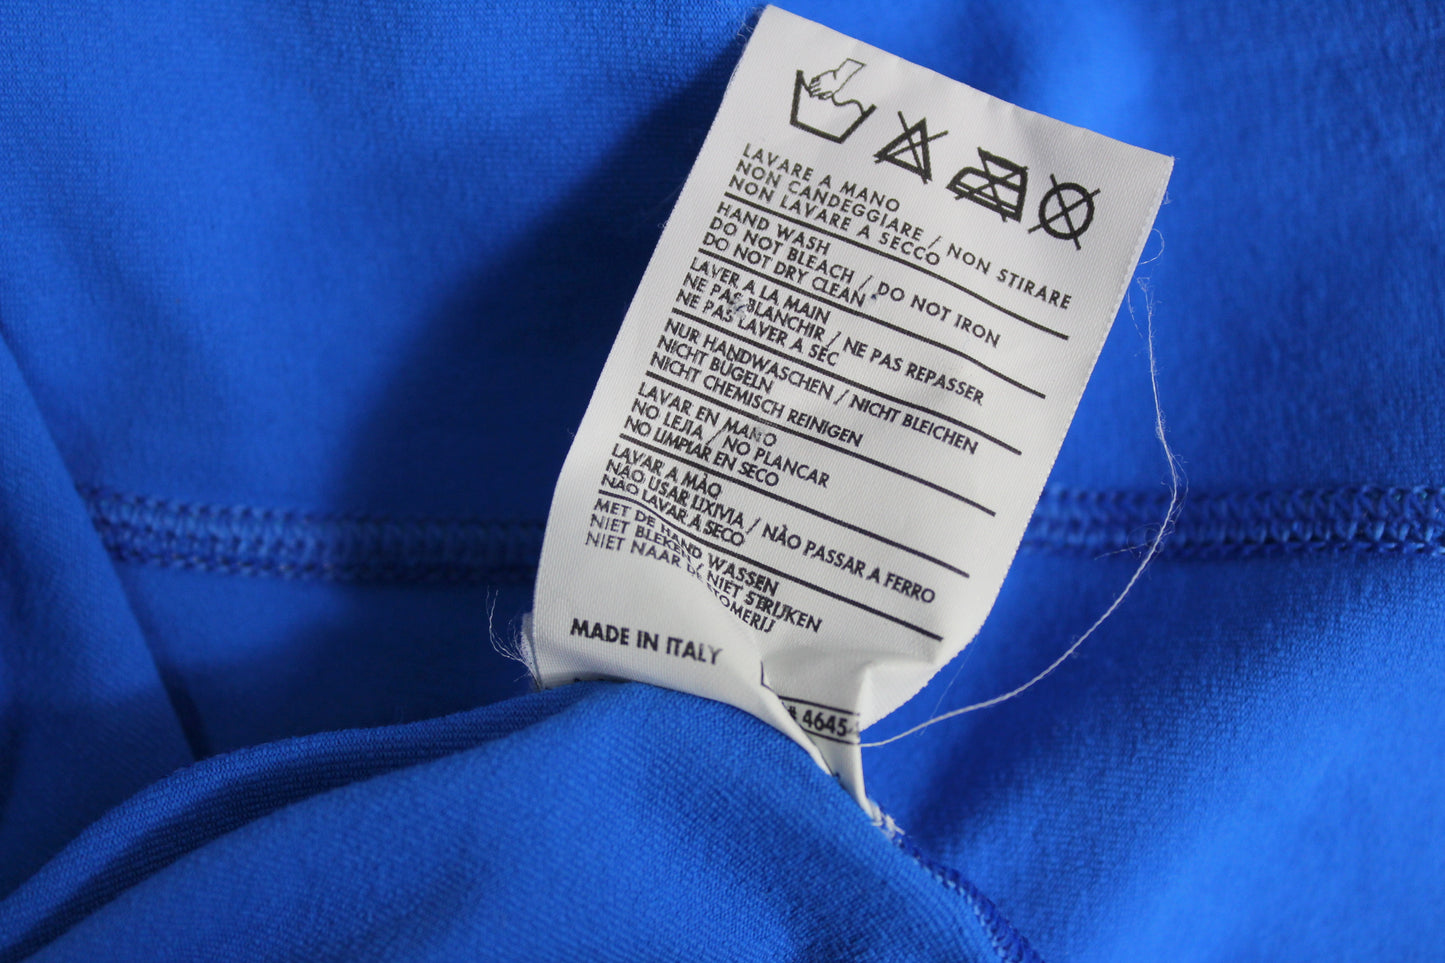 LAVARE A MANO
NON CANDEGGIARE / NON STIRARE
NON LAVARE A SECCO
HAND WASH
DO NOT BLEACH / DO NOT IRON
DO NOT DRY CLEAN
LAVER A LA MAIN
NE PAS BLANCHIR / NE PAS REPASSER
NE PAS LAVER A SEC
NUR HANDWASCHEN / NICHT BLEICHEN
NICHT BÜGELN
NICHT CHEMISCH REINIGEN
LAVAR EN MANO
NO LEJIA / NO PLANCAR
NO LIMPIAR EN SECO
LAVAR A MÃO
NÃO USAR LIXIVIA / NÃO PASSAR A FERRO
NÃO LAVAR A SECO
MET DE HAND WASSEN
NIET BLEKEN / NIET STRIJKEN
NIET NAAR
MADE IN ITALY
# 4645-